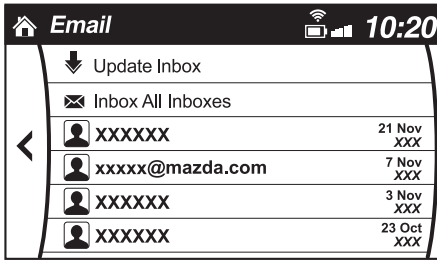 Email 10:20
Update Inbox
Inbox All Inboxes
XXXXXX 21 Nov
XXX
xxxxx@mazda.com 7 Nov
XXX
XXXXXX 3 Nov
XXX
XXXXXX 23 Oct
XXX